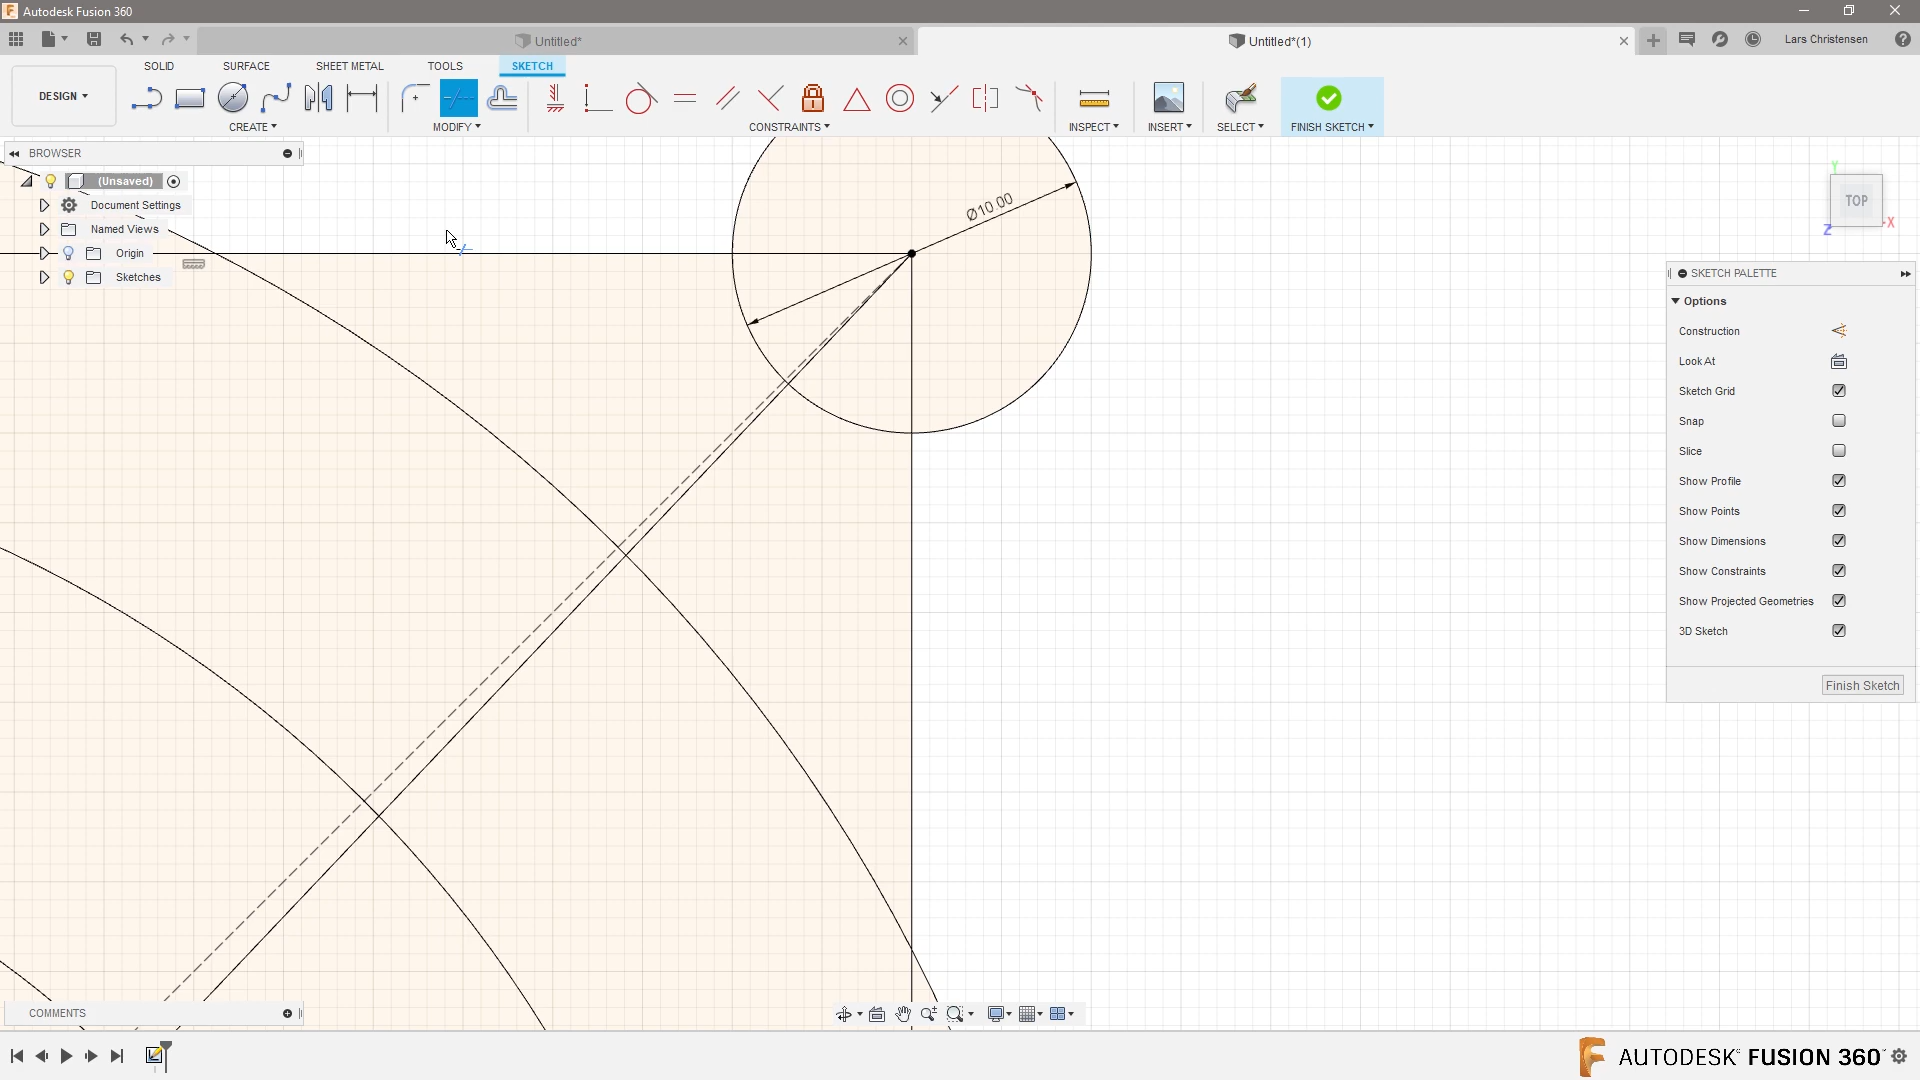 Autodesk Fusion 360
Untitled*
Untitled*(1)
Lars Christensen
DESIGN
SOLID
SURFACE
SHEET METAL
TOOLS
SKETCH
CREATE
MODIFY
CONSTRAINTS
INSPECT
INSERT
SELECT
FINISH SKETCH
BROWSER
(Unsaved)
Document Settings
Named Views
Origin
Sketches
Ø10.00
Y
TOP
X
Z
SKETCH PALETTE
Options
Construction
Look At
Sketch Grid
Snap
Slice
Show Profile
Show Points
Show Dimensions
Show Constraints
Show Projected Geometries
3D Sketch
Finish Sketch
COMMENTS
AUTODESK FUSION 360